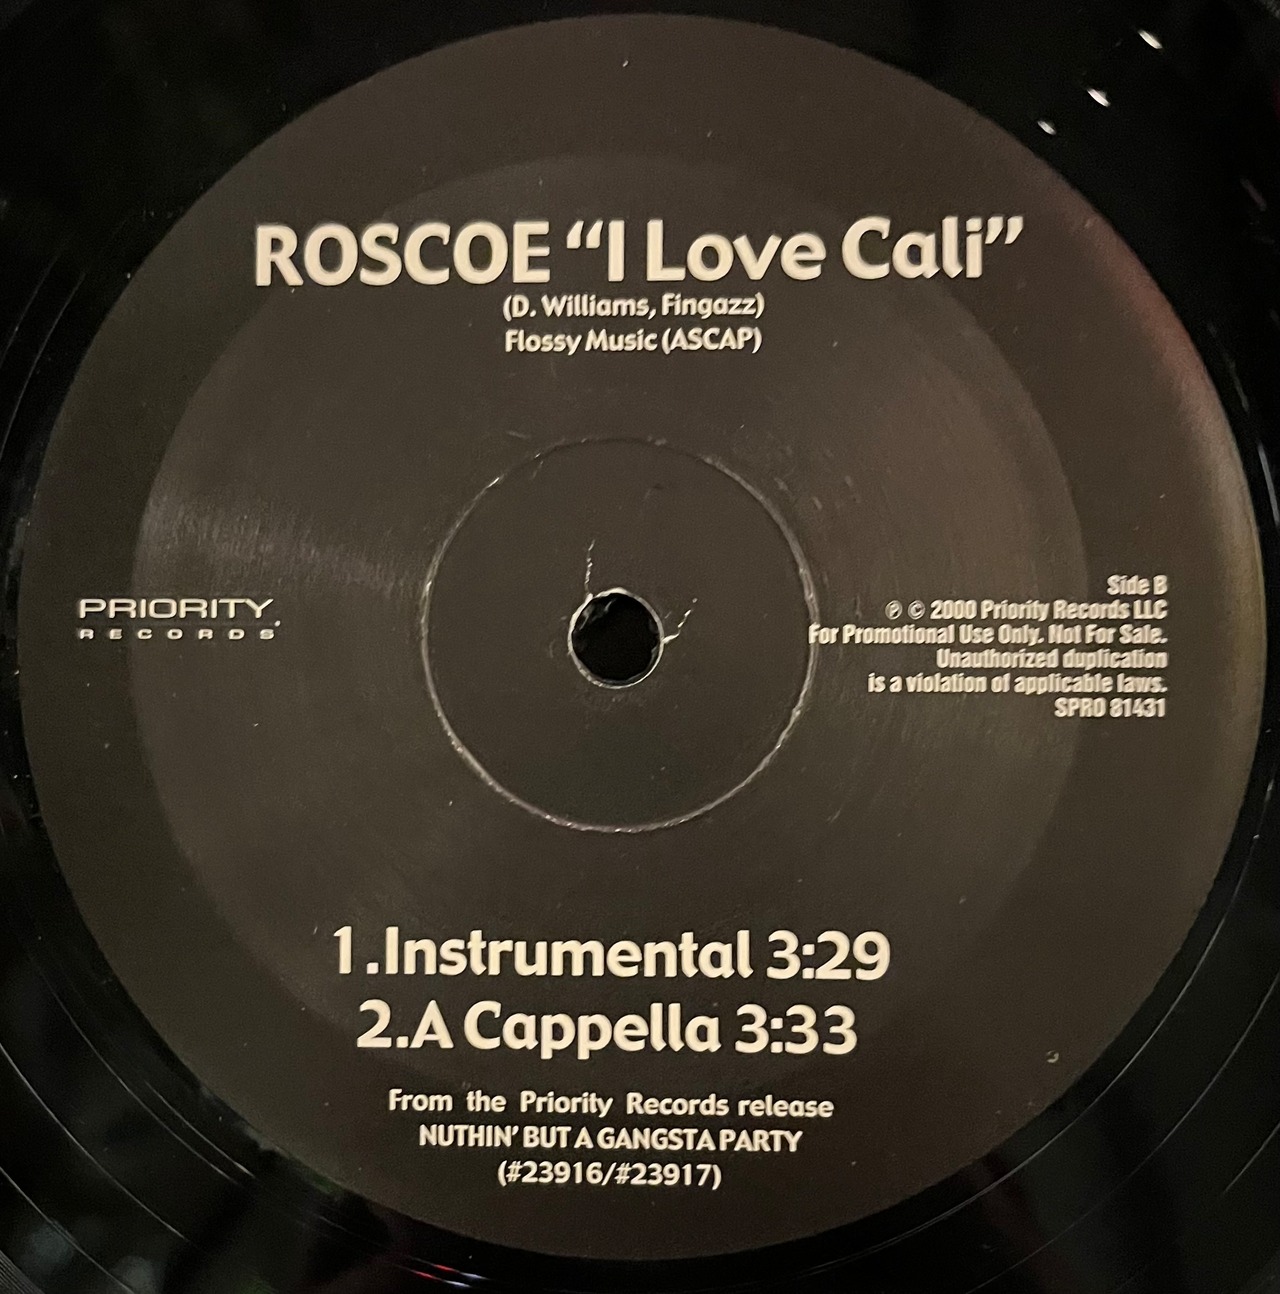 ROSCOE “I Love Cali”
(D. Williams, Fingazz)
Flossy Music (ASCAP)
PRIORITY
RECORDS
Side B
℗ © 2000 Priority Records LLC
For Promotional Use Only. Not For Sale.
Unauthorized duplication
is a violation of applicable laws.
SPRO 81431
1.Instrumental 3:29
2.A Cappella 3:33
From the Priority Records release
NUTHIN’ BUT A GANGSTA PARTY
(#23916/#23917)